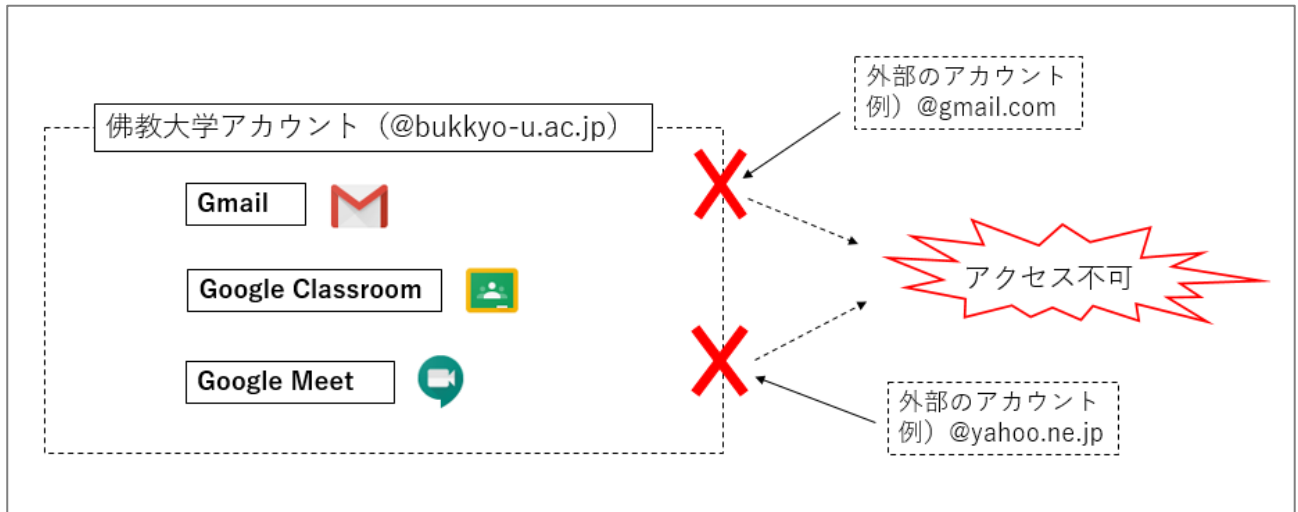 外部のアカウント
例）@gmail.com
佛教大学アカウント（@bukkyo-u.ac.jp）
Gmail
Google Classroom
アクセス不可
Google Meet
外部のアカウント
例）@yahoo.ne.jp